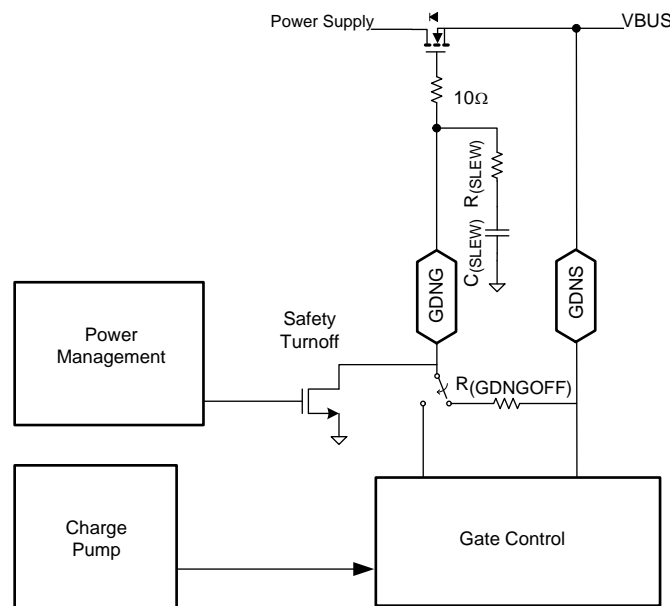 Power Supply
VBUS
10Ω
R(SLEW)
C(SLEW)
GDNG
GDNS
Safety
Turnoff
Power
Management
R(GDNGOFF)
Charge
Pump
Gate Control